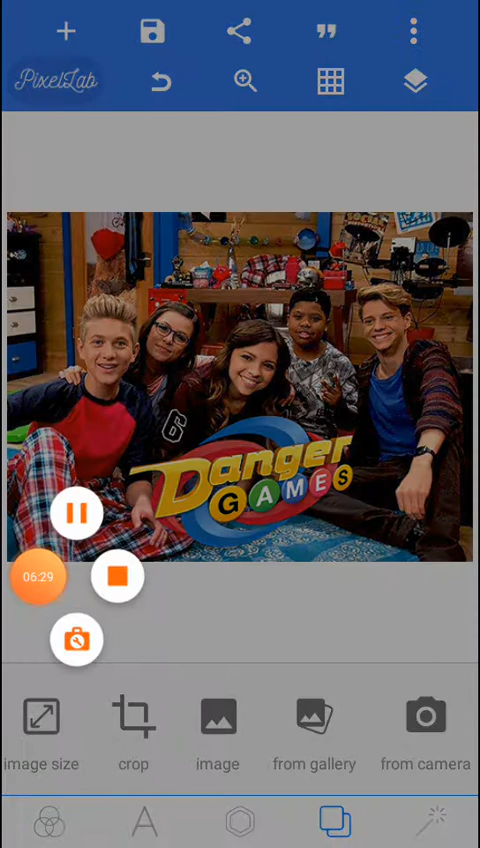 PixelLab
6
Danger
GAMES
06:29
image size
crop
image
from gallery
from camera